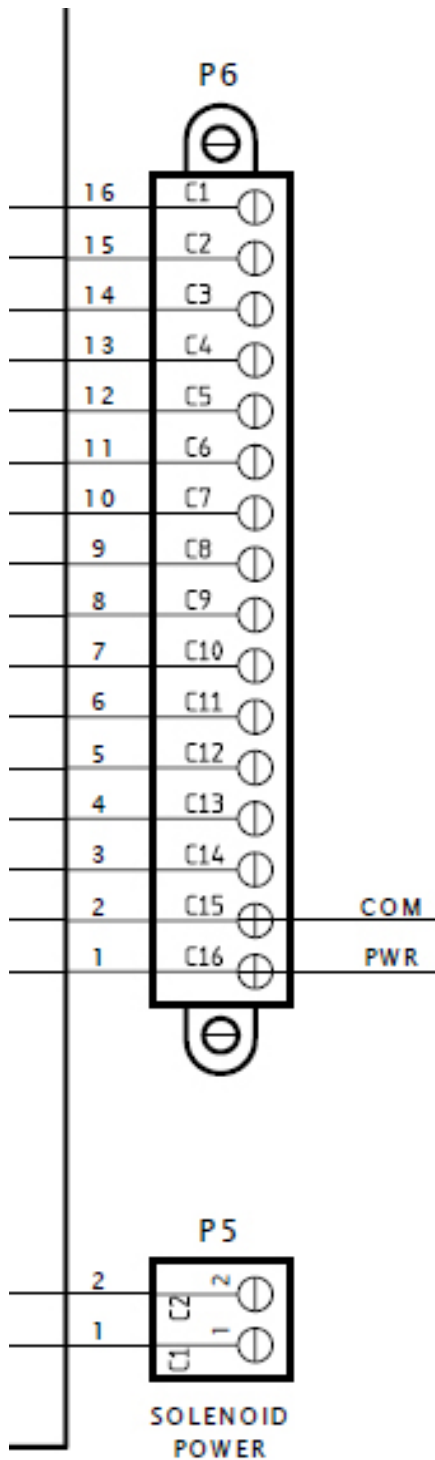 P6
16 C1
15 C2
14 C3
13 C4
12 C5
11 C6
10 C7
9 C8
8 C9
7 C10
6 C11
5 C12
4 C13
3 C14
2 C15 COM
1 C16 PWR
P5
2 C2 2
1 C1 1
SOLENOID
POWER